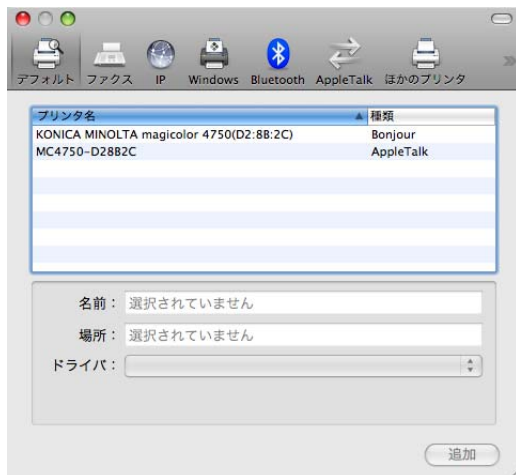 デフォルト ファクス IP Windows Bluetooth AppleTalk ほかのプリンタ
プリンタ名 種類
KONICA MINOLTA magicolor 4750(D2:8B:2C) Bonjour
MC4750-D28B2C AppleTalk
名前： 選択されていません
場所： 選択されていません
ドライバ：
追加